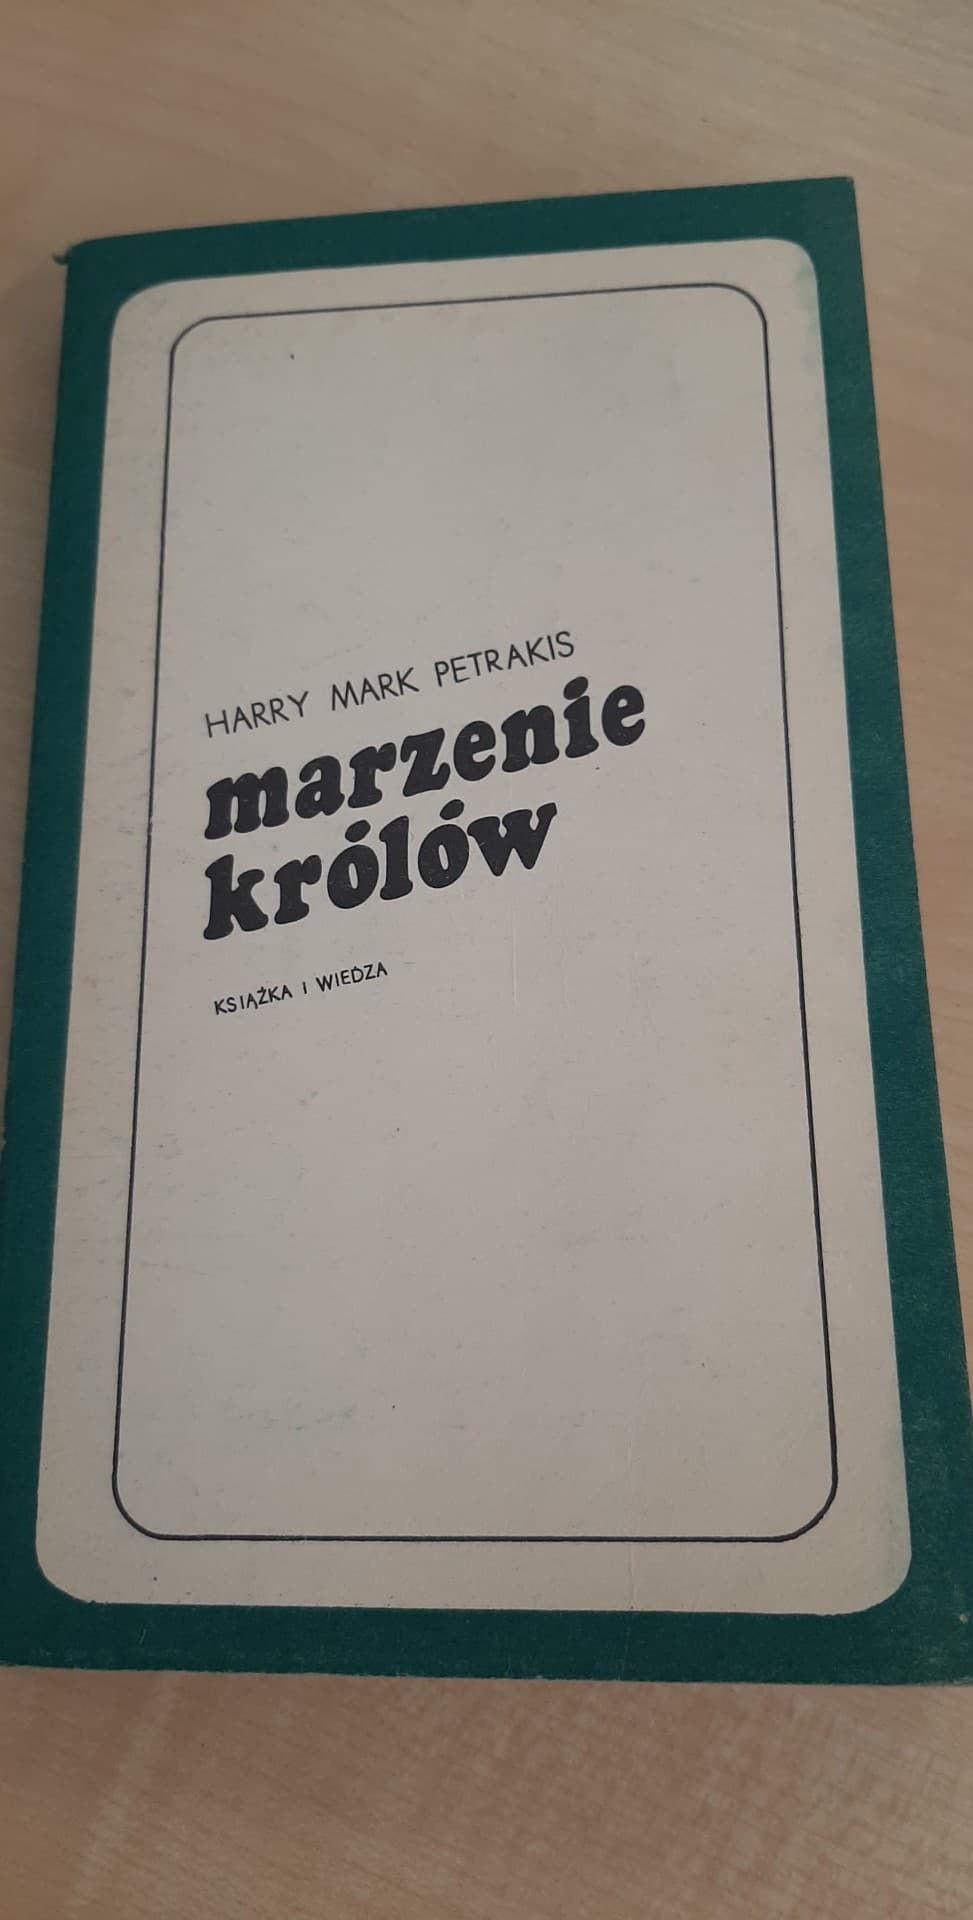 HARRY MARK PETRAKIS
marzenie
królów
KSIĄŻKA I WIEDZA